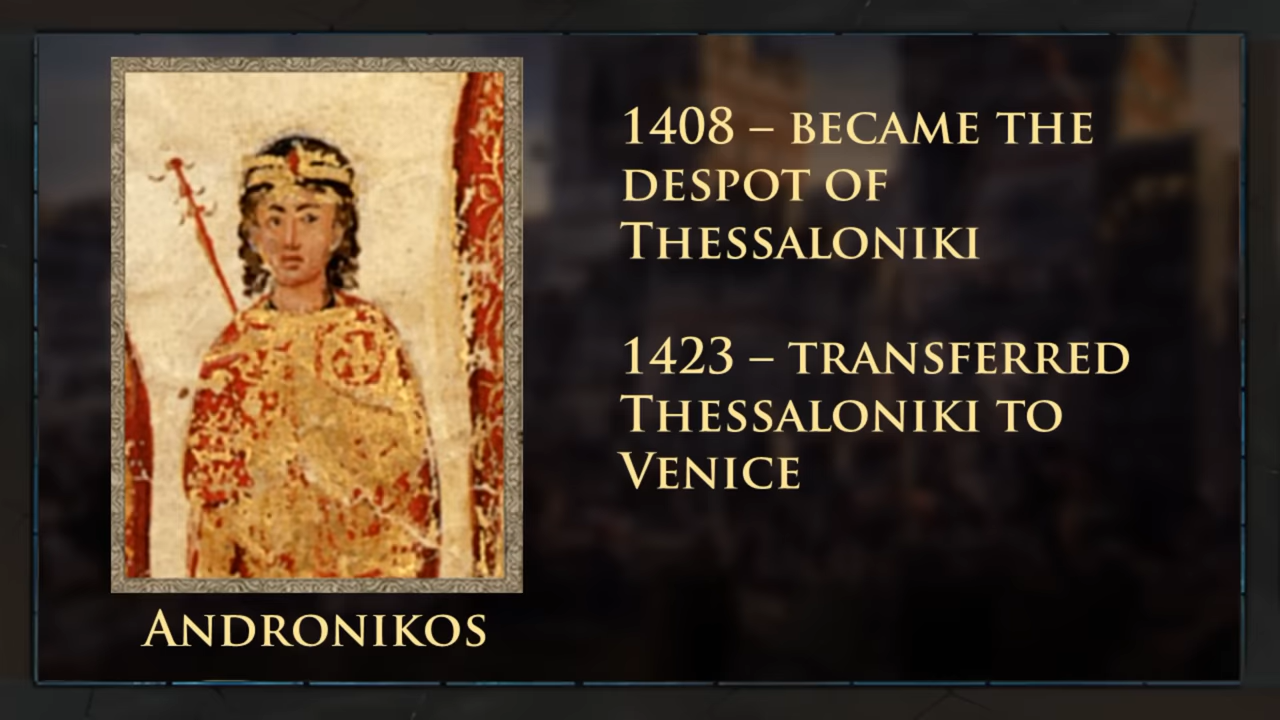 1408 – became the
despot of
Thessaloniki
1423 – transferred
Thessaloniki to
Venice
Andronikos